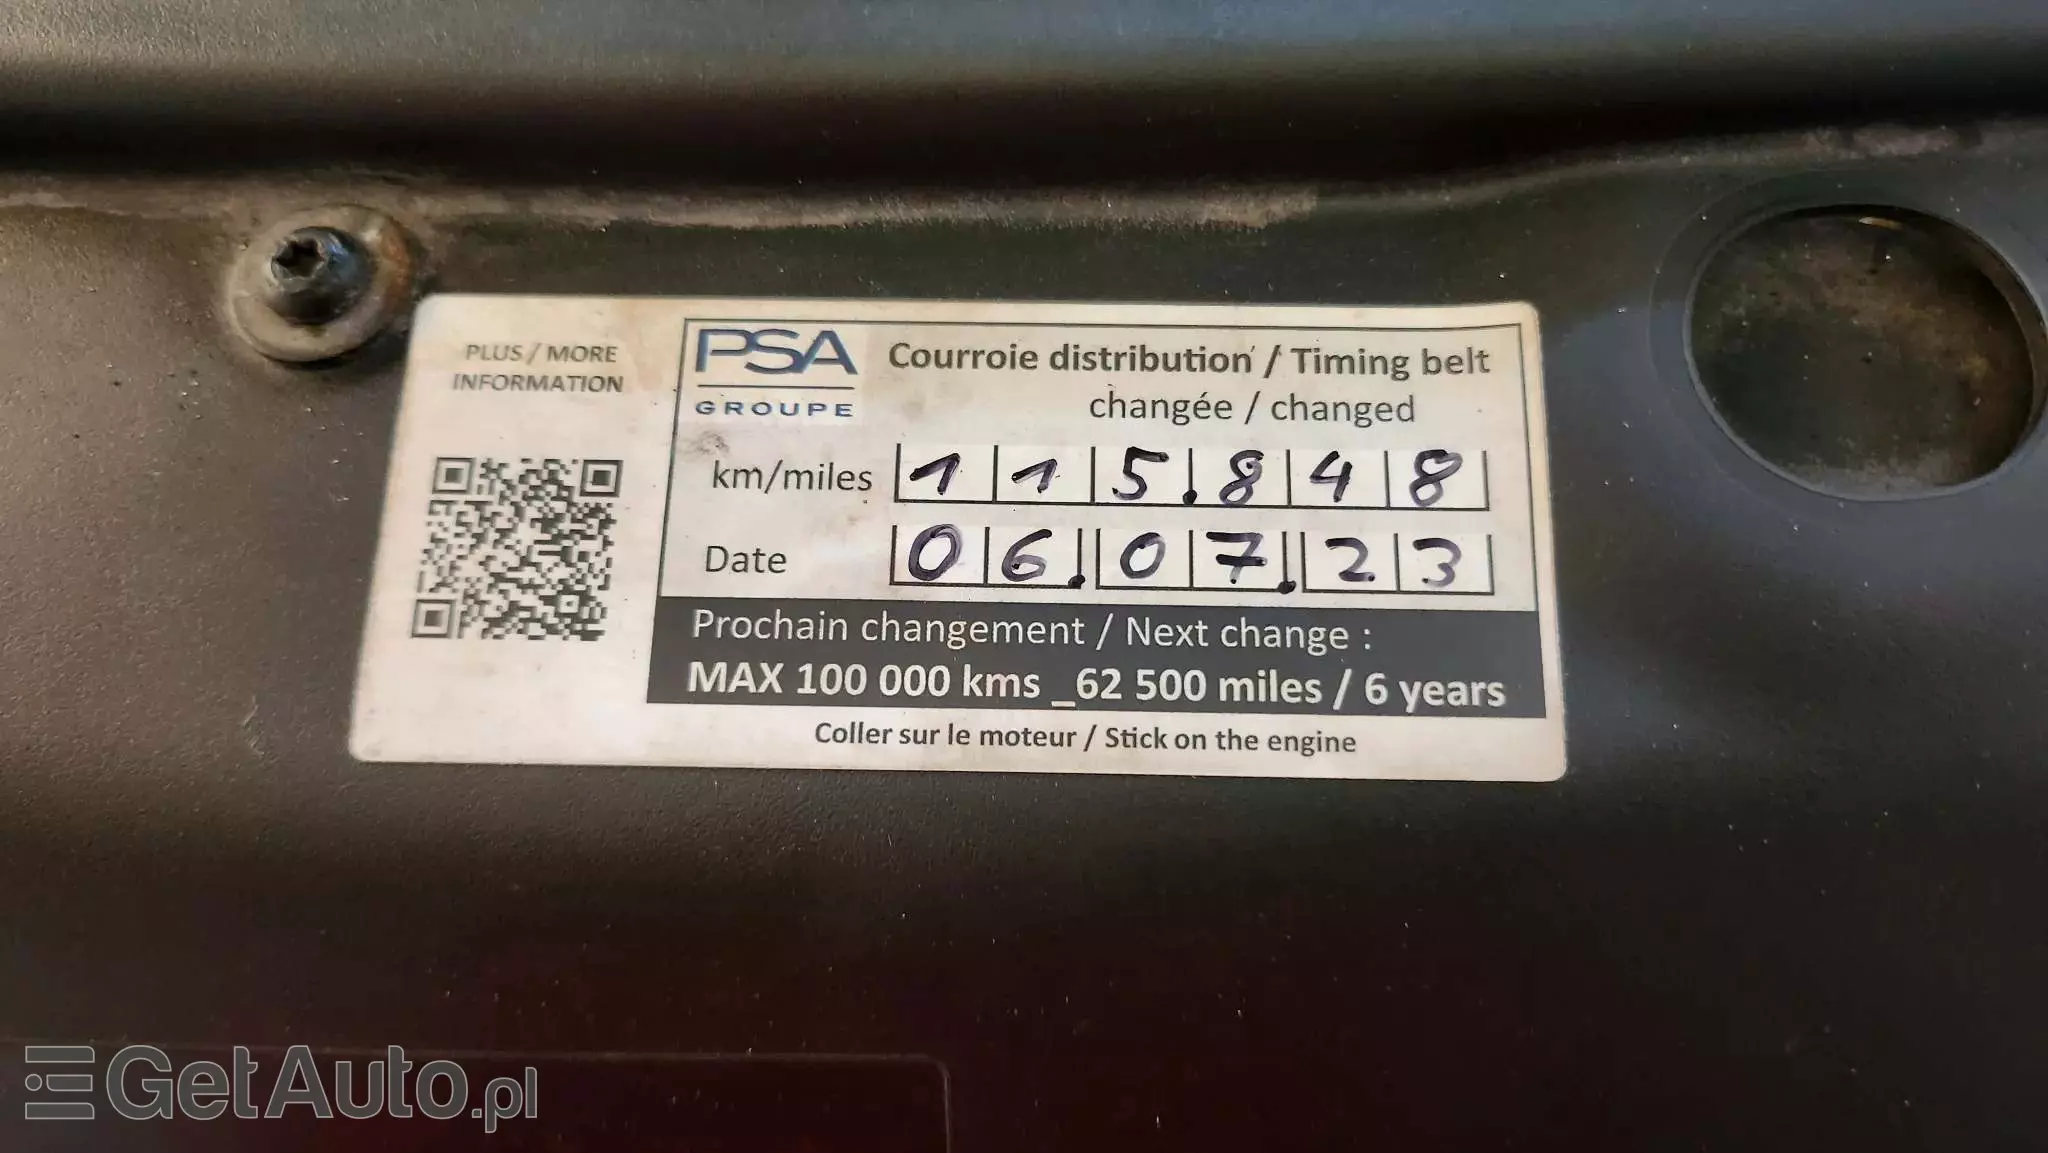 PLUS / MORE
INFORMATION
PSA
GROUPE
Courroie distribution / Timing belt
changée / changed
km/miles 115.848
Date 06.07.23
Prochain changement / Next change :
MAX 100 000 kms _62 500 miles / 6 years
Coller sur le moteur / Stick on the engine
GetAuto.pl